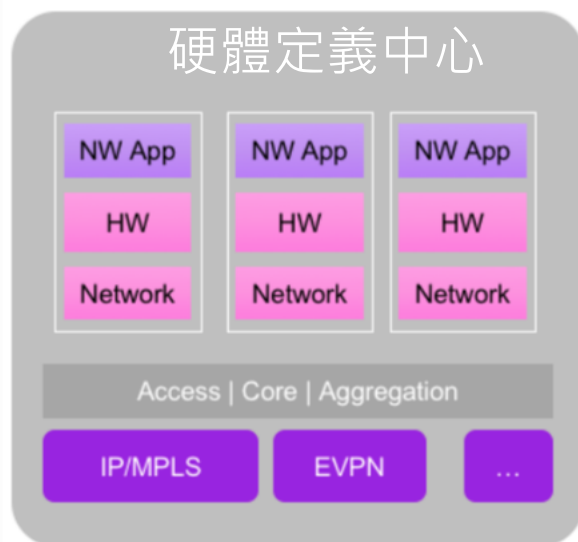 硬體定義中心
NW App NW App NW App
HW HW HW
Network Network Network
Access | Core | Aggregation
IP/MPLS EVPN ...